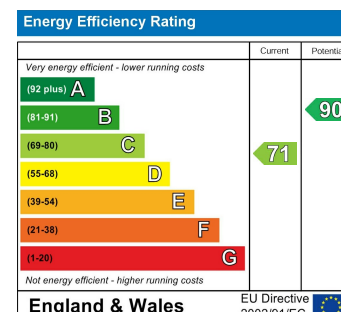 Energy Efficiency Rating
Current
Very energy efficient - lower running costs
(92 plus) A
(81-91) B
90
(69-80) C
71
(55-68) D
(39-54) E
(21-38) F
(1-20) G
Not energy efficient - higher running costs
England & Wales
EU Directive